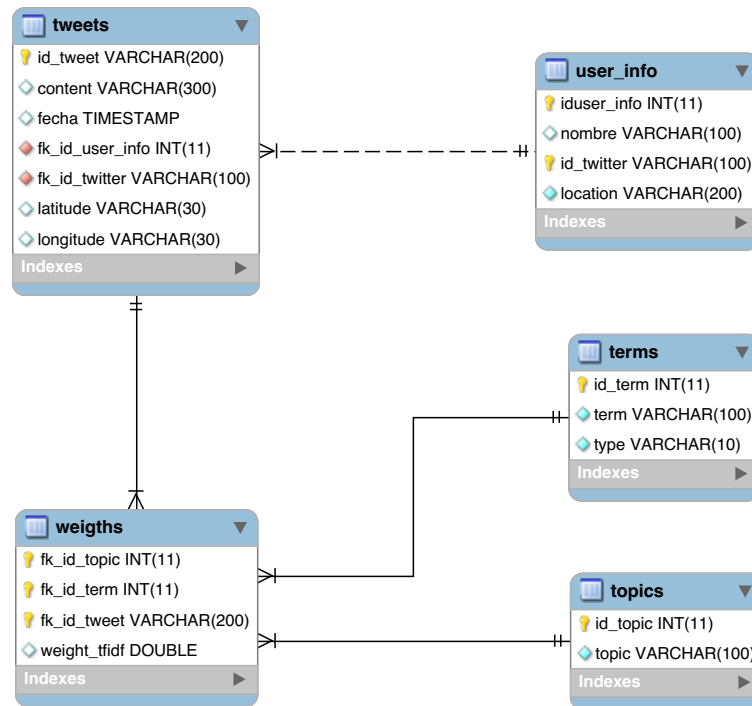 tweets
id_tweet VARCHAR(200)
content VARCHAR(300)
fecha TIMESTAMP
fk_id_user_info INT(11)
fk_id_twitter VARCHAR(100)
latitude VARCHAR(30)
longitude VARCHAR(30)
Indexes
user_info
iduser_info INT(11)
nombre VARCHAR(100)
id_twitter VARCHAR(100)
location VARCHAR(200)
Indexes
terms
id_term INT(11)
term VARCHAR(100)
type VARCHAR(10)
Indexes
weigths
fk_id_topic INT(11)
fk_id_term INT(11)
fk_id_tweet VARCHAR(200)
weight_tfidf DOUBLE
Indexes
topics
id_topic INT(11)
topic VARCHAR(100)
Indexes